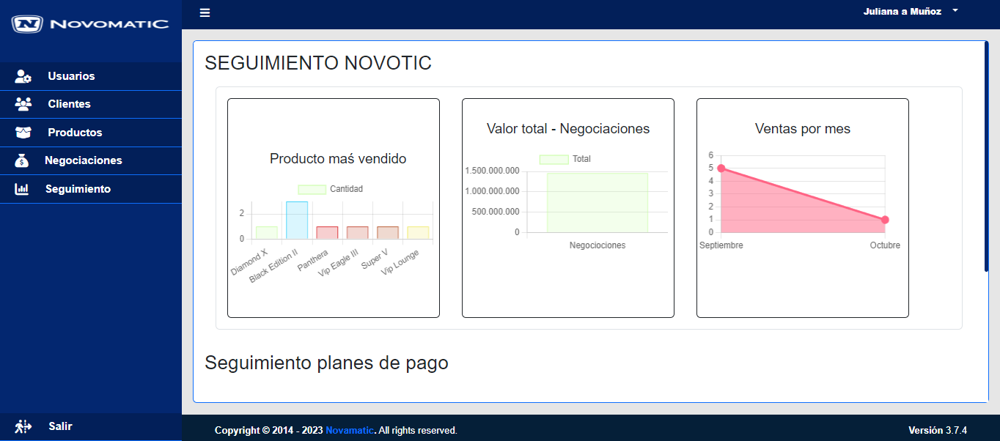 NOVOMATIC
Juliana a Muñoz
Usuarios
Clientes
Productos
Negociaciones
Seguimiento
Salir
SEGUIMIENTO NOVOTIC
Producto maś vendido
Cantidad
2
0
Diamond X
Black Edition II
Panthera
Vip Eagle III
Super V
Vip Lounge
Valor total - Negociaciones
Total
1.500.000.000
1.000.000.000
500.000.000
0
Negociociones
Ventas por mes
6
5
4
3
2
1
0
Septiembre
Octubre
Seguimiento planes de pago
Copyright © 2014 - 2023 Novamatic. All rights reserved.
Versión 3.7.4